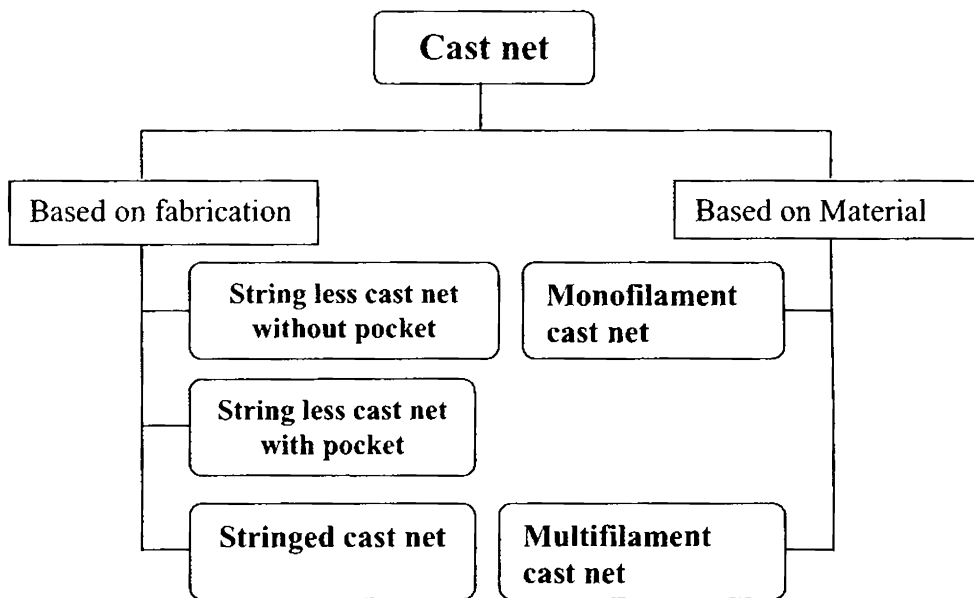 Cast net
Based on fabrication
Based on Material
String less cast net
without pocket
Monofilament
cast net
String less cast net
with pocket
Stringed cast net
Multifilament
cast net